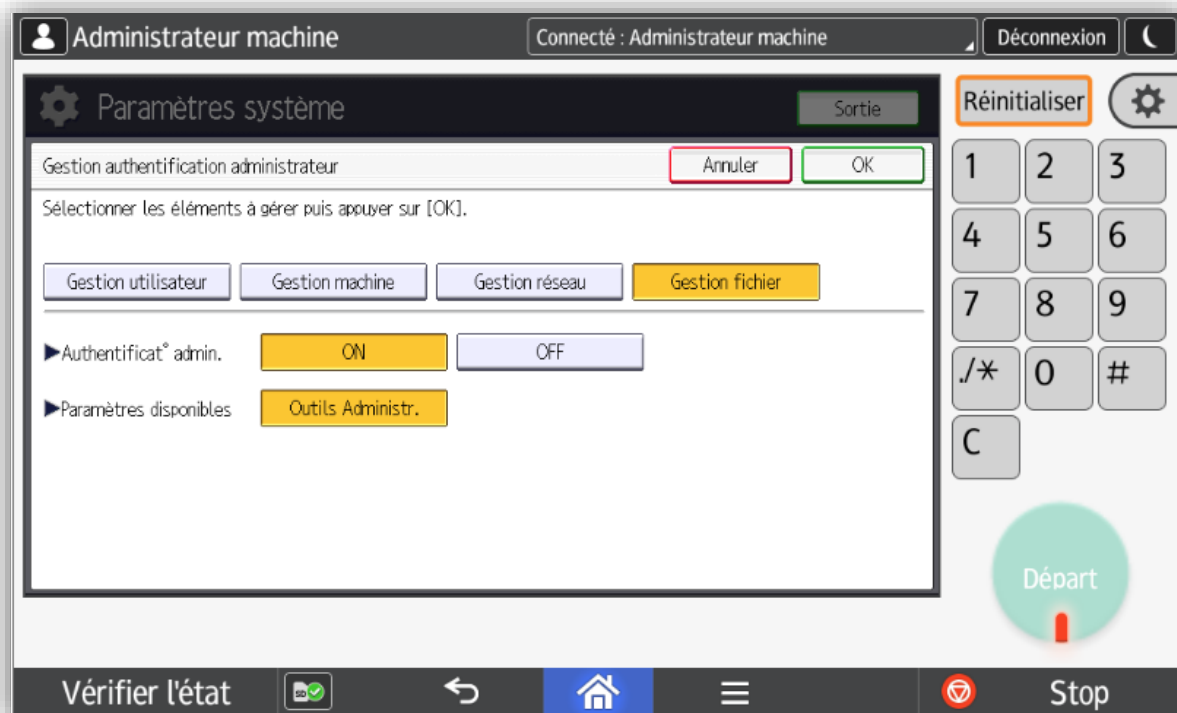 Administrateur machine
Connecté : Administrateur machine
Déconnexion
Paramètres système
Sortie
Réinitialiser
Gestion authentification administrateur
Annuler
OK
Sélectionner les éléments à gérer puis appuyer sur [OK].
Gestion utilisateur
Gestion machine
Gestion réseau
Gestion fichier
Authentificat° admin.
ON
OFF
Paramètres disponibles
Outils Administr.
1 2 3
4 5 6
7 8 9
./* 0 #
C
Départ
Vérifier l'état
SD
Stop